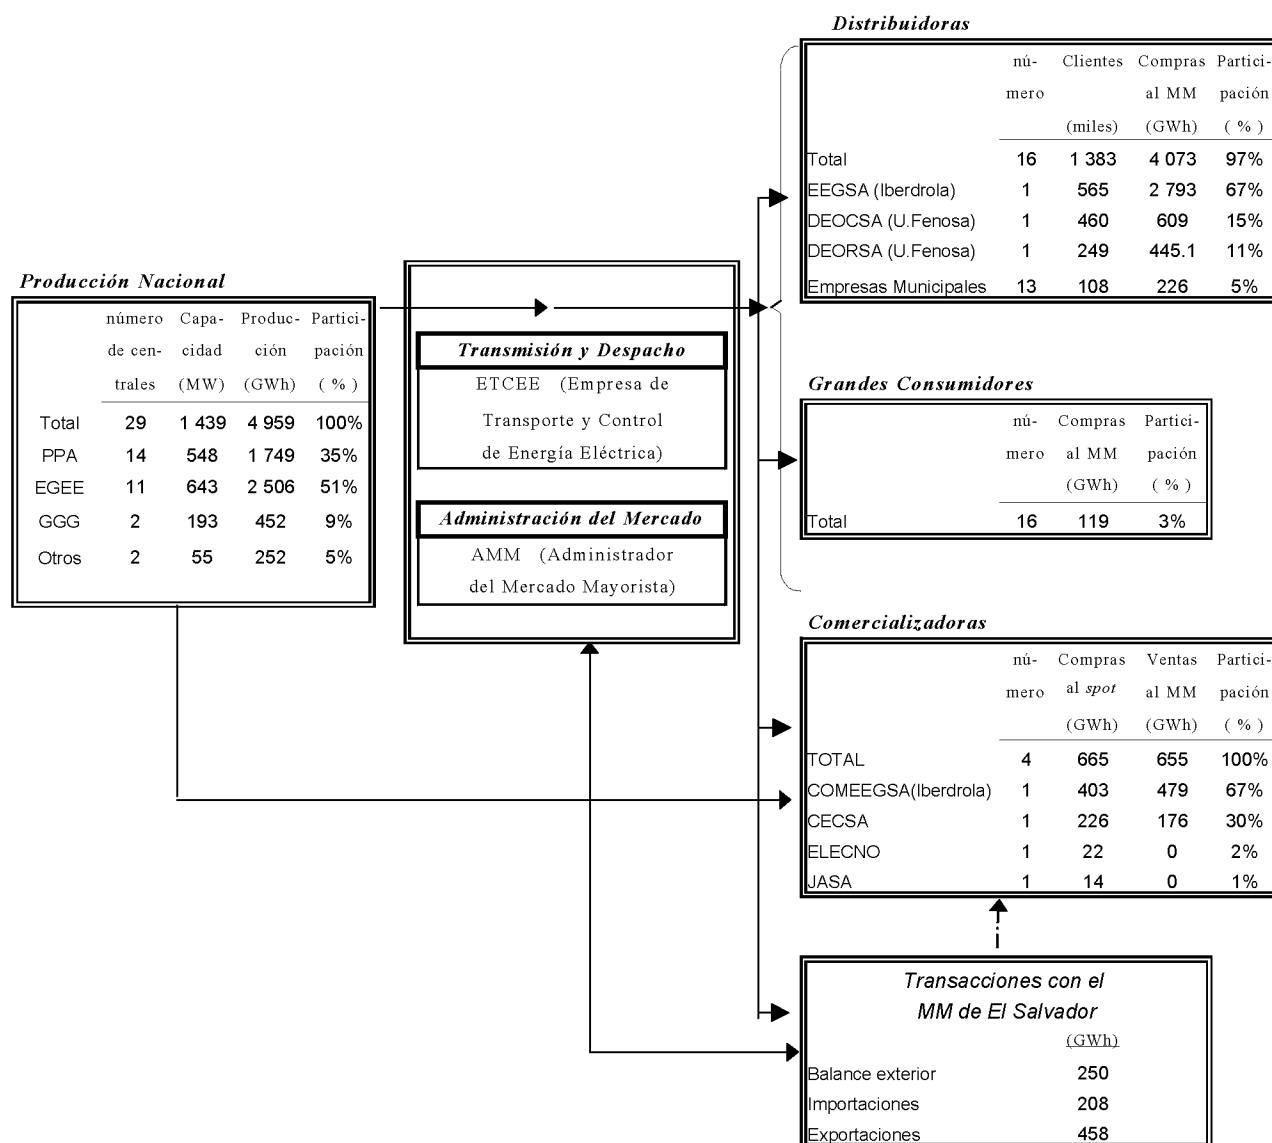 Distribuidoras
nú- Clientes Compras Partici-
mero al MM pación
(miles) (GWh) ( % )
Total 16 1 383 4 073 97%
EEGSA (Iberdrola) 1 565 2 793 67%
DEOCSA (U.Fenosa) 1 460 609 15%
DEORSA (U.Fenosa) 1 249 445.1 11%
Empresas Municipales 13 108 226 5%
Producción Nacional
número Capa- Produc- Partici-
de cen- cidad ción pación
trales (MW) (GWh) ( % )
Total 29 1 439 4 959 100%
PPA 14 548 1 749 35%
EGEE 11 643 2 506 51%
GGG 2 193 452 9%
Otros 2 55 252 5%
Transmisión y Despacho
ETCEE (Empresa de
Transporte y Control
de Energía Eléctrica)
Administración del Mercado
AMM (Administrador
del Mercado Mayorista)
Grandes Consumidores
nú- Compras Partici-
mero al MM pación
(GWh) ( % )
Total 16 119 3%
Comercializadoras
nú- Compras Ventas Partici-
mero al spot al MM pación
(GWh) (GWh) ( % )
TOTAL 4 665 655 100%
COMEEGSA(Iberdrola) 1 403 479 67%
CECSA 1 226 176 30%
ELECNO 1 22 0 2%
JASA 1 14 0 1%
Transacciones con el
MM de El Salvador
(GWh)
Balance exterior 250
Importaciones 208
Exportaciones 458